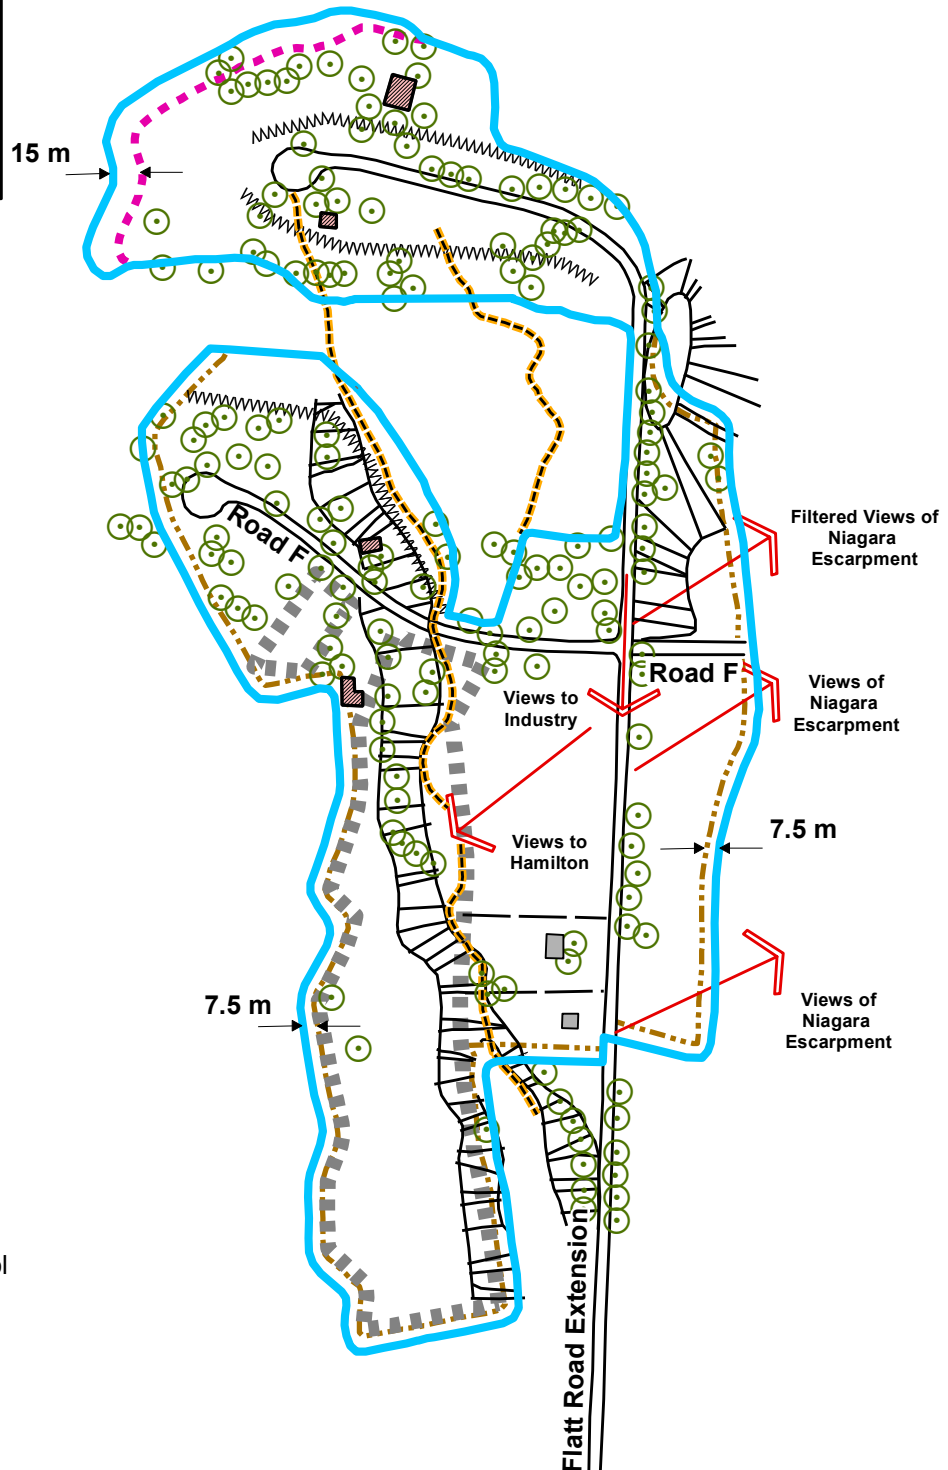 15 m
Filtered Views of
Niagara
Escarpment
Road F
Road F
Views of
Niagara
Escarpment
Views to
Industry
7.5 m
Views to
Hamilton
7.5 m
Views of
Niagara
Escarpment
ol
Flatt Road Extension